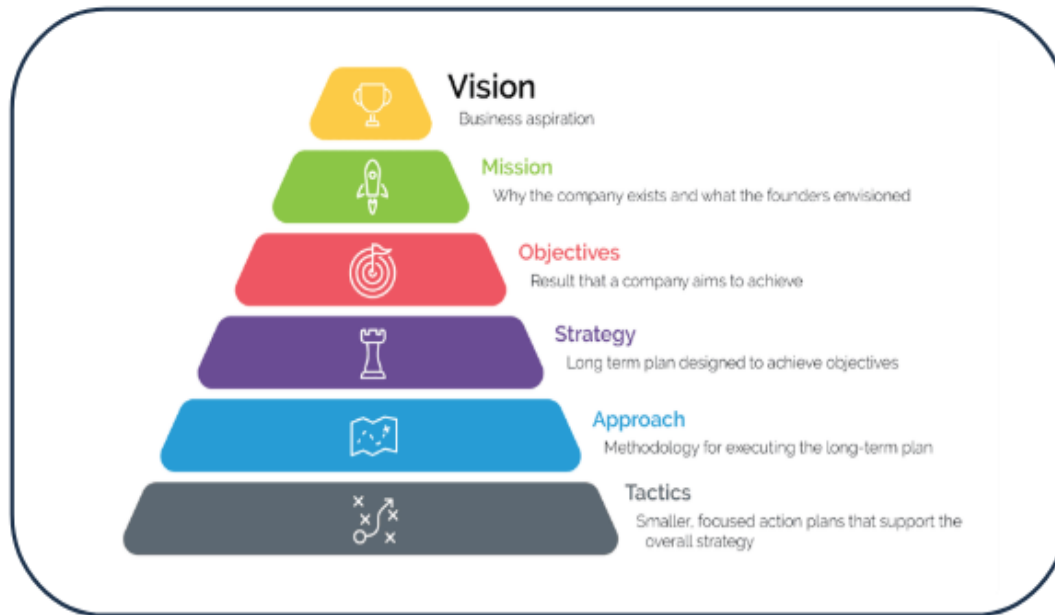 Vision
Business aspiration
Mission
Why the company exists and what the founders envisioned
Objectives
Result that a company aims to achieve
Strategy
Long term plan designed to achieve objectives
Approach
Methodology for executing the long-term plan
Tactics
Smaller, focused action plans that support the
overall strategy